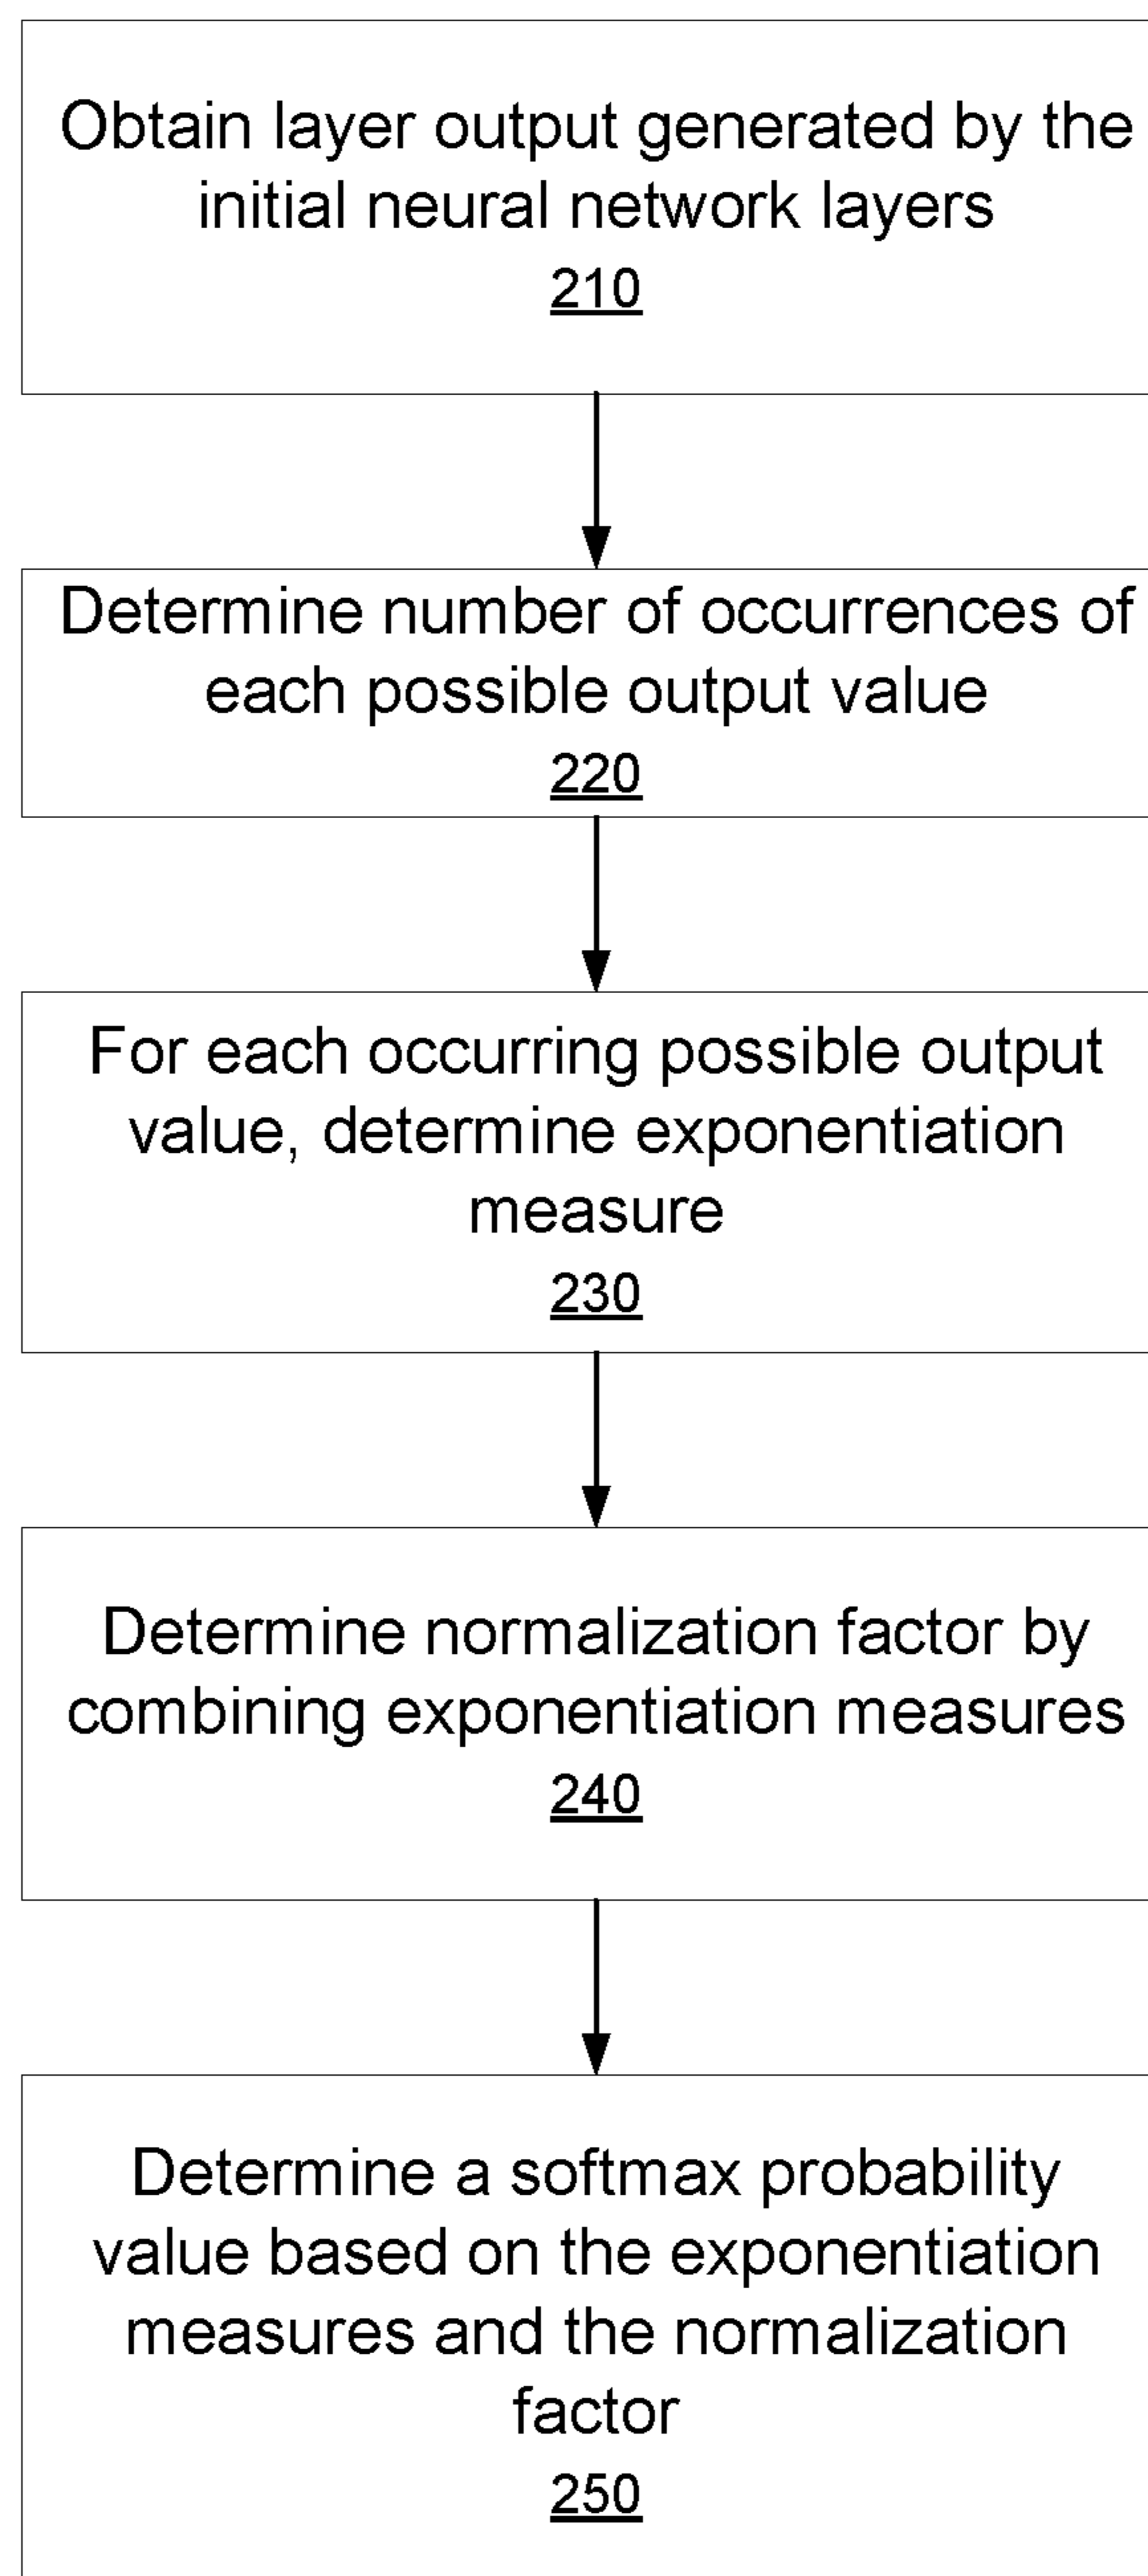 Obtain layer output generated by the
initial neural network layers
210
Determine number of occurrences of
each possible output value
220
For each occurring possible output
value, determine exponentiation
measure
230
Determine normalization factor by
combining exponentiation measures
240
Determine a softmax probability
value based on the exponentiation
measures and the normalization
factor
250